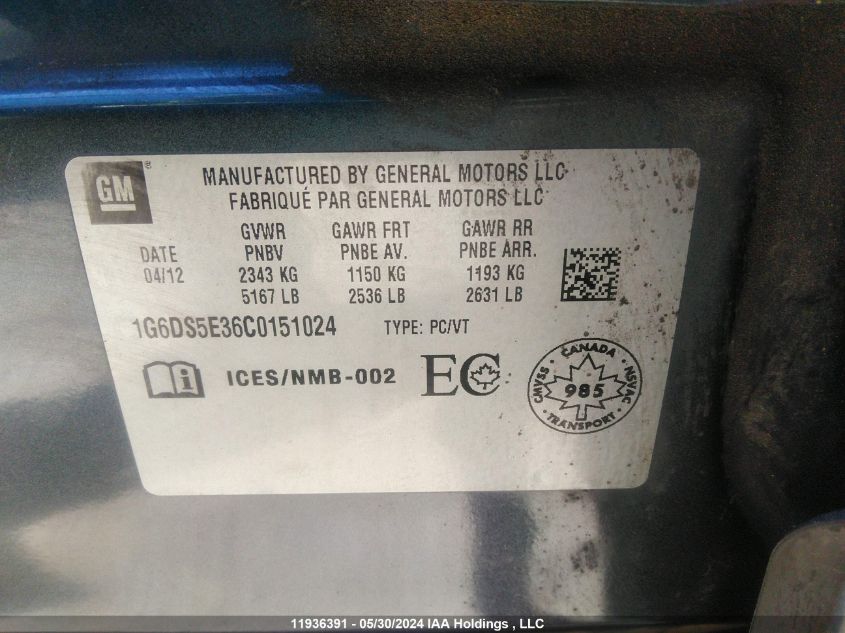 GM ®
MANUFACTURED BY GENERAL MOTORS LLC
FABRIQUÉ PAR GENERAL MOTORS LLC
GVWR GAWR FRT GAWR RR
DATE PNBV PNBE AV. PNBE ARR.
04/12 2343 KG 1150 KG 1193 KG
5167 LB 2536 LB 2631 LB
1G6DS5E36C0151024 TYPE: PC/VT
i ICES/NMB-002 EC
CANADA
CMVSS 985 NSVAC
TRANSPORT
11936391 - 05/30/2024 IAA Holdings , LLC